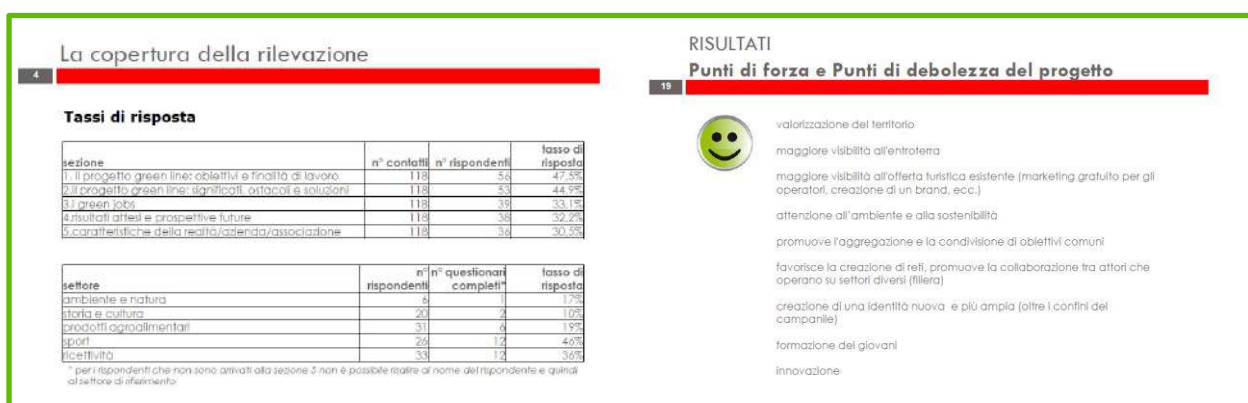 La copertura della rilevazione
4
Tassi di risposta
sezione n° contatti n° rispondenti tasso di risposta
1. il progetto green line: obiettivi e finalità di lavoro 118 56 47,5%
2.il progetto green line: significati, ostacoli e soluzioni 118 53 44,9%
3.i green jobs 118 39 33,1%
4.risultati attesi e prospettive future 118 38 32,2%
5.caratteristiche della realtà/azienda/associazione 118 36 30,5%
settore n° rispondenti n° questionari completi* tasso di risposta
ambiente e natura 6 1 17%
storia e cultura 20 2 10%
prodotti agroalimentari 31 6 19%
sport 26 12 46%
ricettività 33 12 36%
* per i rispondenti che non sono arrivati alla sezione 5 non è possibile risalire al nome del rispondente e quindi
al settore di riferimento
RISULTATI
Punti di forza e Punti di debolezza del progetto
19
valorizzazione del territorio
maggiore visibilità all'entroterra
maggiore visibilità all'offerta turistica esistente (marketing gratuito per gli
operatori, creazione di un brand, ecc.)
attenzione all'ambiente e alla sostenibilità
promuove l'aggregazione e la condivisione di obiettivi comuni
favorisce la creazione di reti, promuove la collaborazione tra attori che
operano su settori diversi (filiera)
creazione di una identità nuova e più ampia (oltre i confini del
campanile)
formazione dei giovani
innovazione